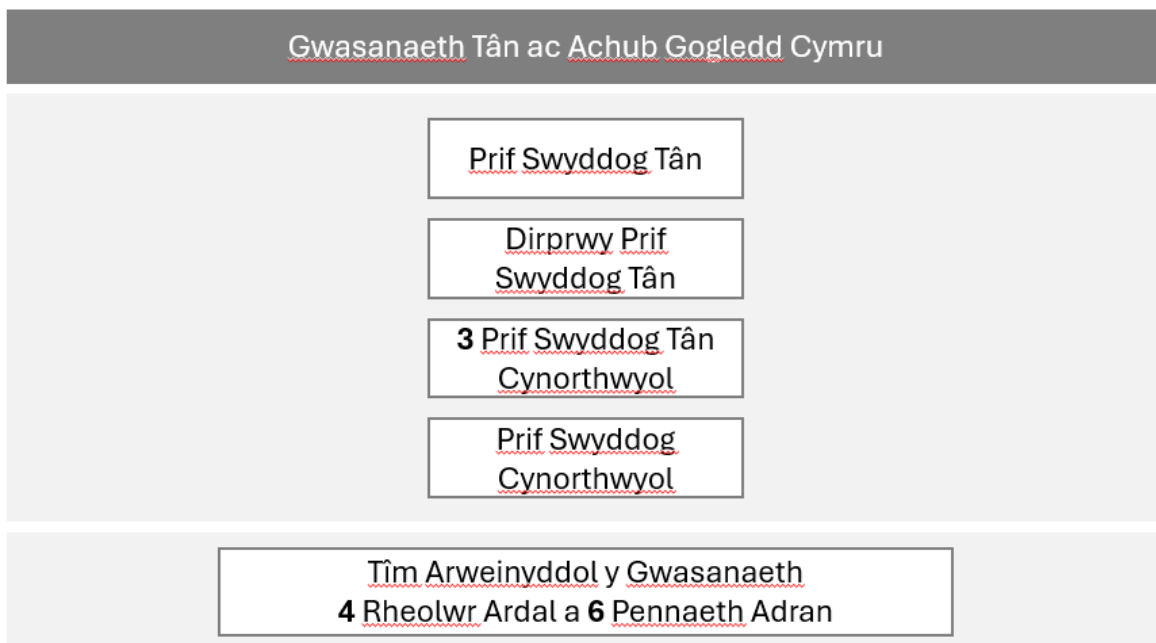 Gwasanaeth Tân ac Achub Gogledd Cymru
Prif Swyddog Tân
Dirprwy Prif
Swyddog Tân
3 Prif Swyddog Tân
Cynorthwyol
Prif Swyddog
Cynorthwyol
Tîm Arweinyddol y Gwasanaeth
4 Rheolwr Ardal a 6 Pennaeth Adran